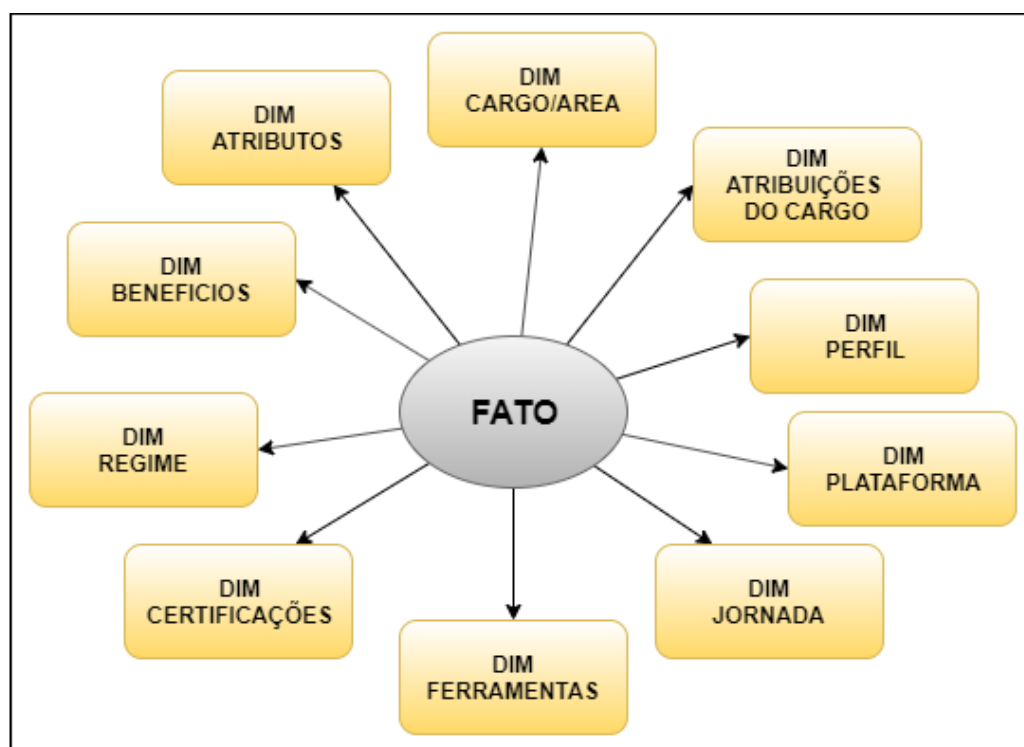 DIM
CARGO/AREA
DIM
ATRIBUTOS
DIM
ATRIBUIÇÕES
DO CARGO
DIM
BENEFICIOS
DIM
PERFIL
FATO
DIM
REGIME
DIM
PLATAFORMA
DIM
CERTIFICAÇÕES
DIM
JORNADA
DIM
FERRAMENTAS